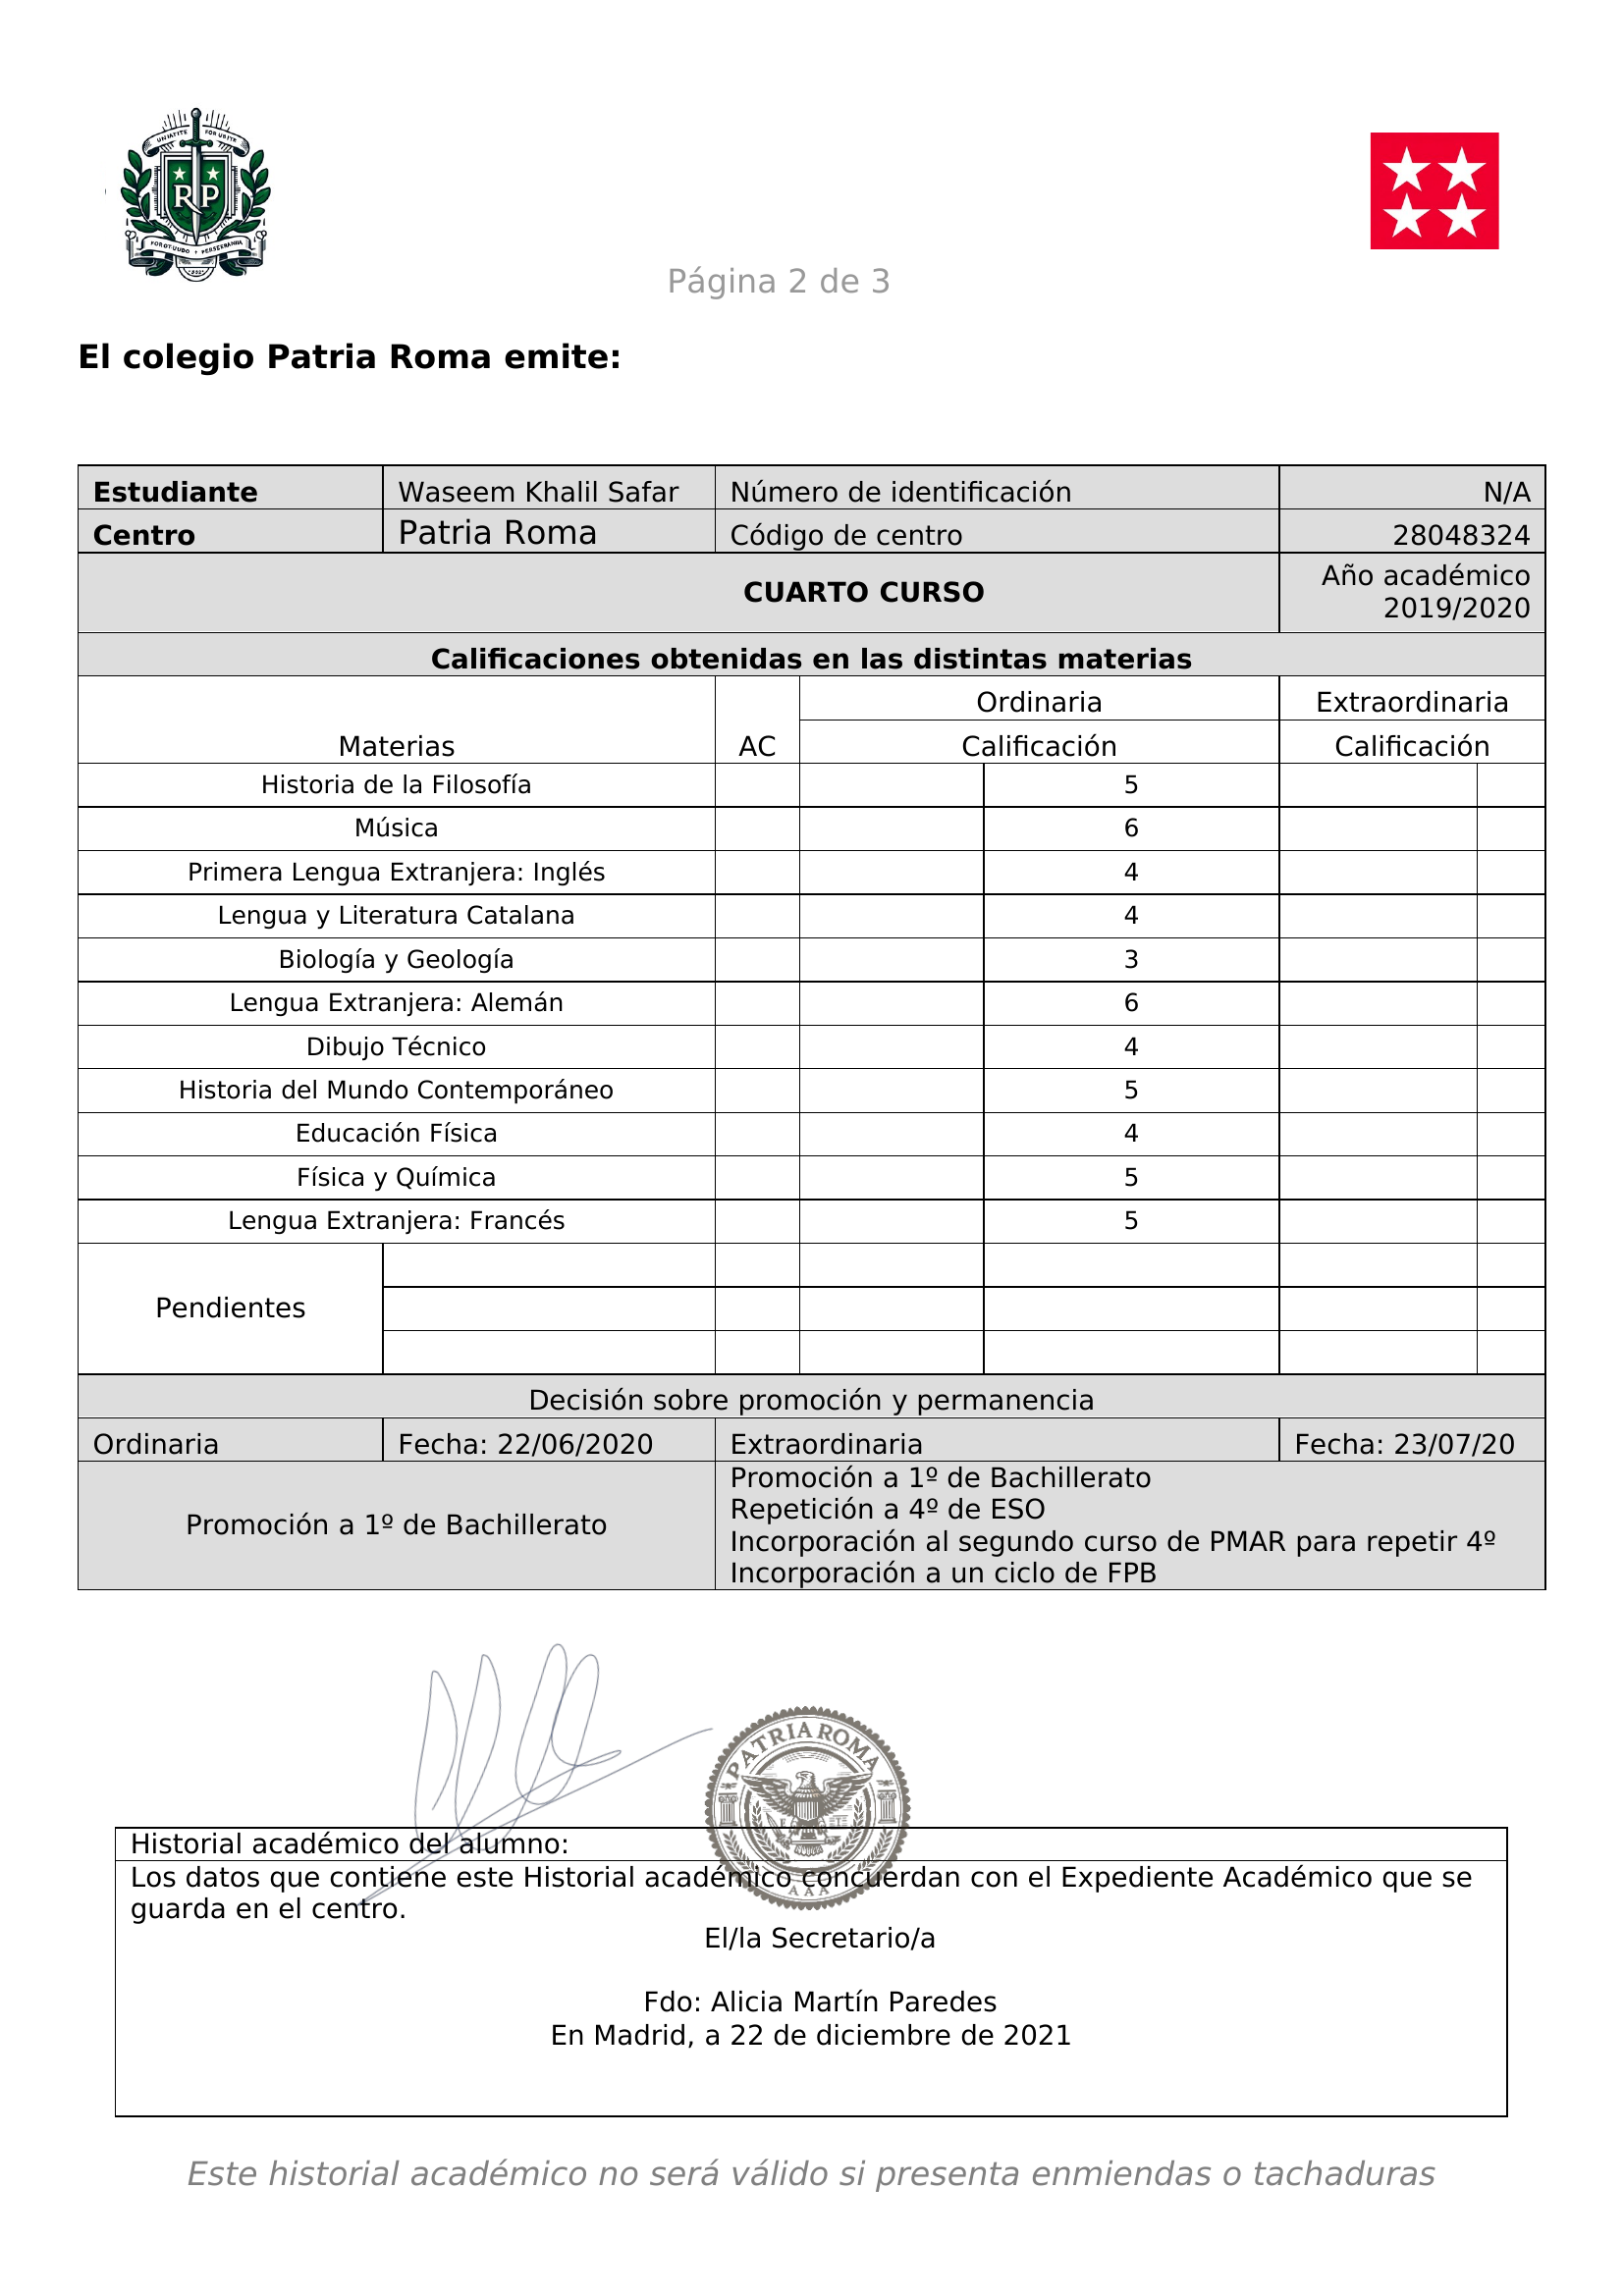 R P
Página 2 de 3
El colegio Patria Roma emite:
Estudiante Waseem Khalil Safar Número de identificación N/A
Centro Patria Roma Código de centro 28048324
CUARTO CURSO Año académico
2019/2020
Calificaciones obtenidas en las distintas materias
Ordinaria Extraordinaria
Materias AC Calificación Calificación
Historia de la Filosofía 5
Música 6
Primera Lengua Extranjera: Inglés 4
Lengua y Literatura Catalana 4
Biología y Geología 3
Lengua Extranjera: Alemán 6
Dibujo Técnico 4
Historia del Mundo Contemporáneo 5
Educación Física 4
Física y Química 5
Lengua Extranjera: Francés 5
Pendientes
Decisión sobre promoción y permanencia
Ordinaria Fecha: 22/06/2020 Extraordinaria Fecha: 23/07/20
Promoción a 1º de Bachillerato
Promoción a 1º de Bachillerato
Repetición a 4º de ESO
Incorporación al segundo curso de PMAR para repetir 4º
Incorporación a un ciclo de FPB
PATRIA ROMA
A A A
Historial académico del alumno:
Los datos que contiene este Historial académico concuerdan con el Expediente Académico que se
guarda en el centro.
El/la Secretario/a
Fdo: Alicia Martín Paredes
En Madrid, a 22 de diciembre de 2021
Este historial académico no será válido si presenta enmiendas o tachaduras